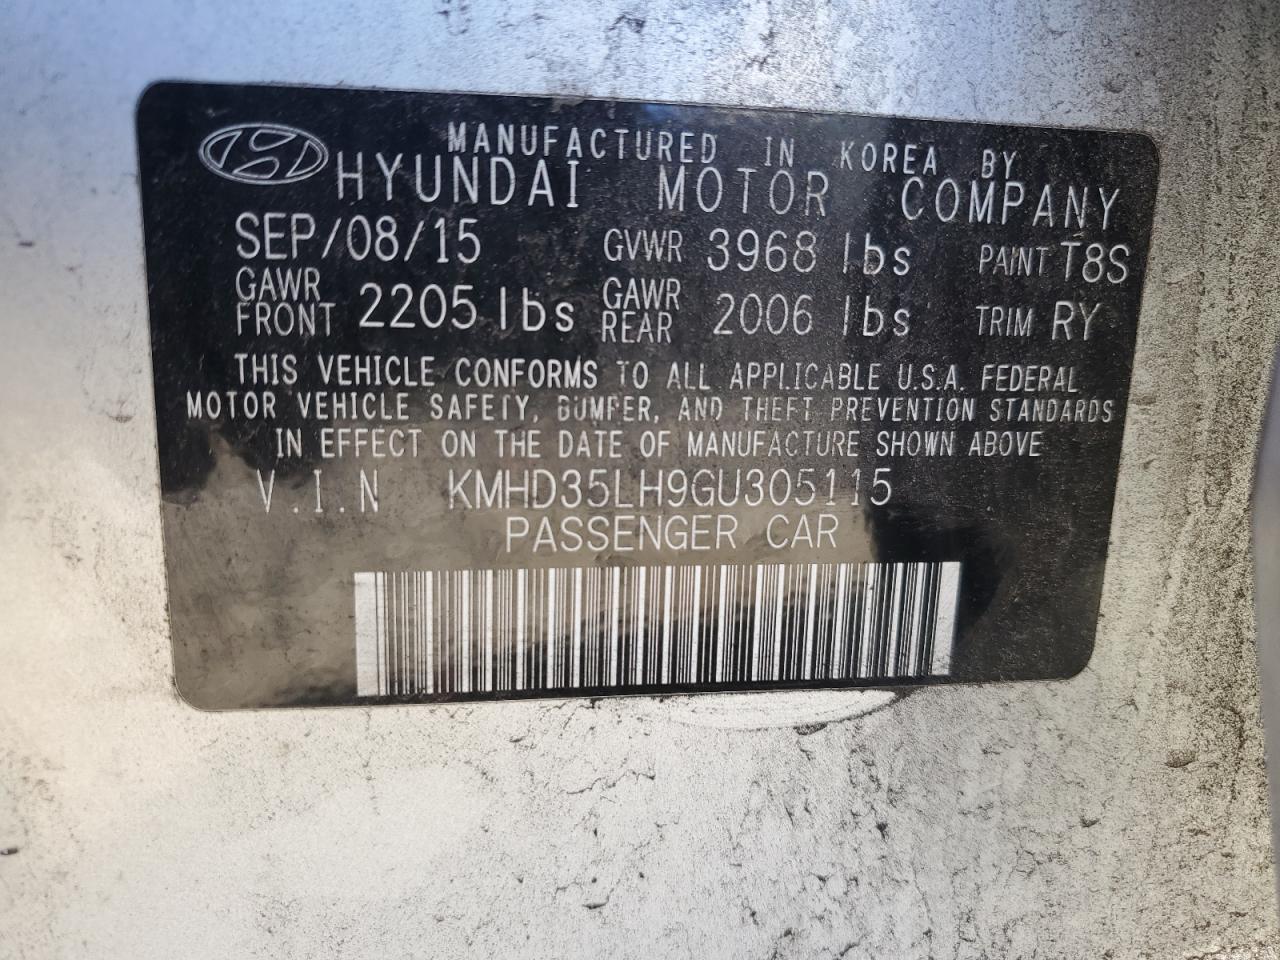 MANUFACTURED IN KOREA BY
HYUNDAI MOTOR COMPANY
SEP/08/15 GVWR 3968 lbs PAINT T8S
GAWR FRONT 2205 lbs GAWR REAR 2006 lbs TRIM RY
THIS VEHICLE CONFORMS TO ALL APPLICABLE U.S.A. FEDERAL
MOTOR VEHICLE SAFETY, BUMPER, AND THEFT PREVENTION STANDARDS
IN EFFECT ON THE DATE OF MANUFACTURE SHOWN ABOVE
V.I.N KMHD35LH9GU305115
PASSENGER CAR